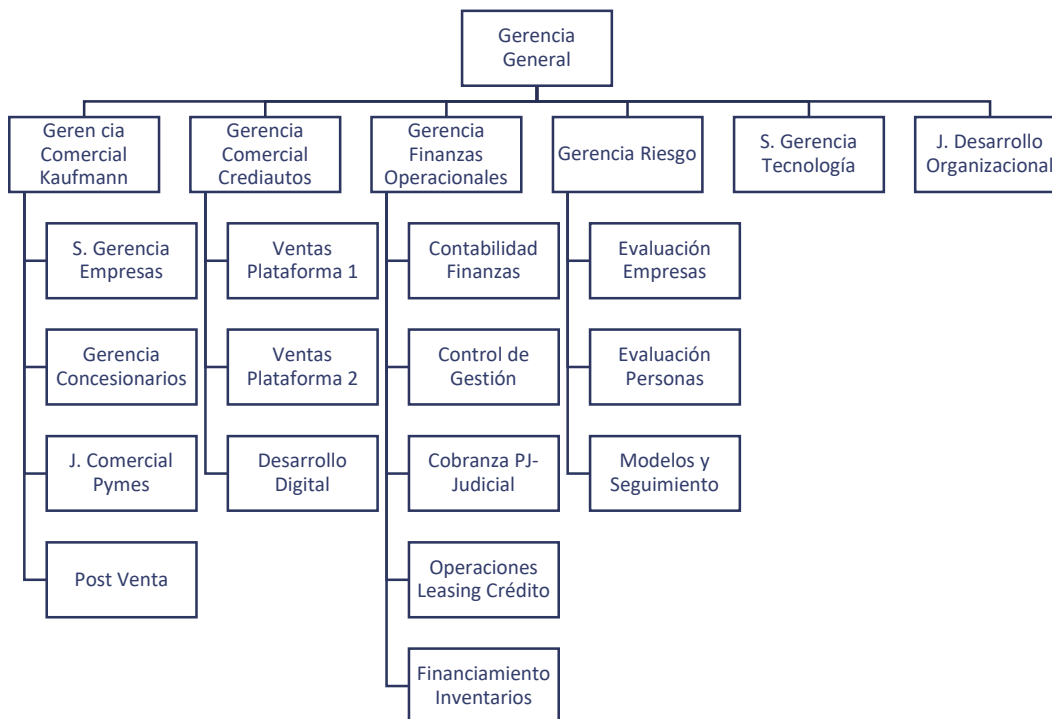 Gerencia
General
Geren cia
Comercial
Kaufmann
Gerencia
Comercial
Crediautos
Gerencia
Finanzas
Operacionales
Gerencia Riesgo
S. Gerencia
Tecnología
J. Desarrollo
Organizacional
S. Gerencia
Empresas
Gerencia
Concesionarios
J. Comercial
Pymes
Post Venta
Ventas
Plataforma 1
Ventas
Plataforma 2
Desarrollo
Digital
Contabilidad
Finanzas
Control de
Gestión
Cobranza PJ-
Judicial
Operaciones
Leasing Crédito
Financiamiento
Inventarios
Evaluación
Empresas
Evaluación
Personas
Modelos y
Seguimiento